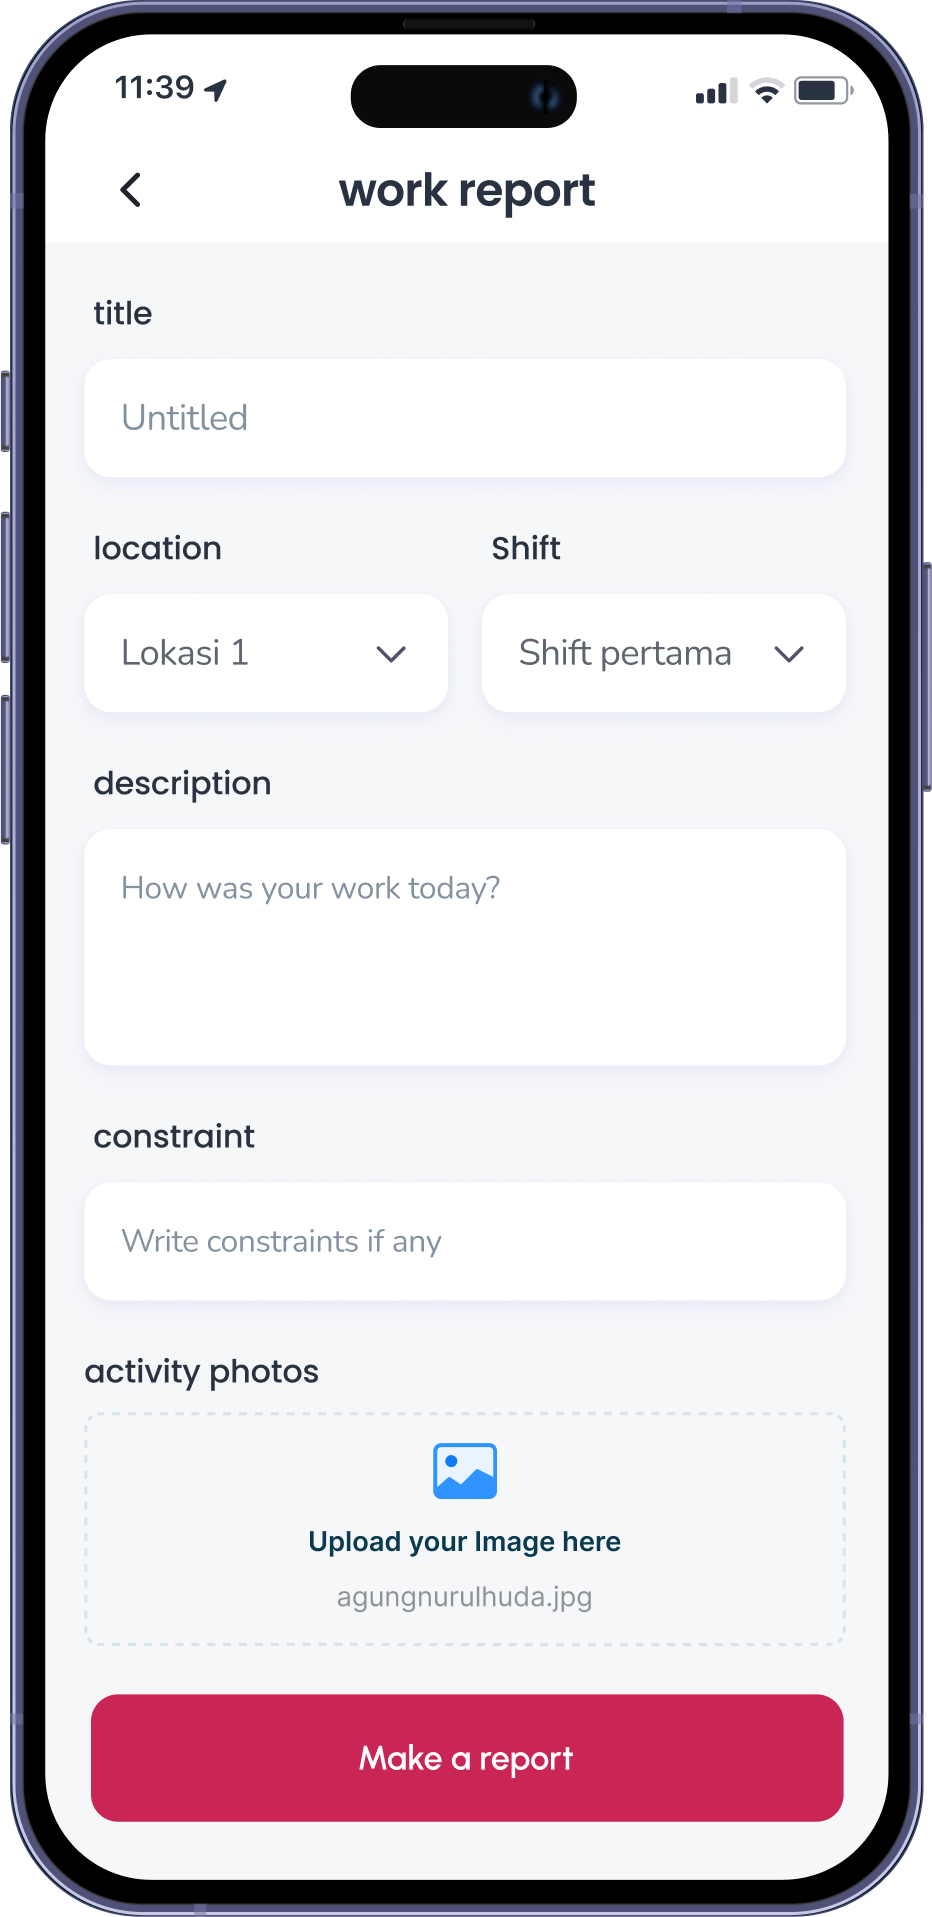 11:39
work report
title
Untitled
location
Shift
Lokasi 1
Shift pertama
description
How was your work today?
constraint
Write constraints if any
activity photos
Upload your Image here
agungnurulhuda.jpg
Make a report